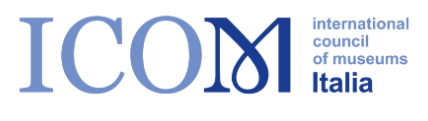 ICOM
international
council
of museums
Italia